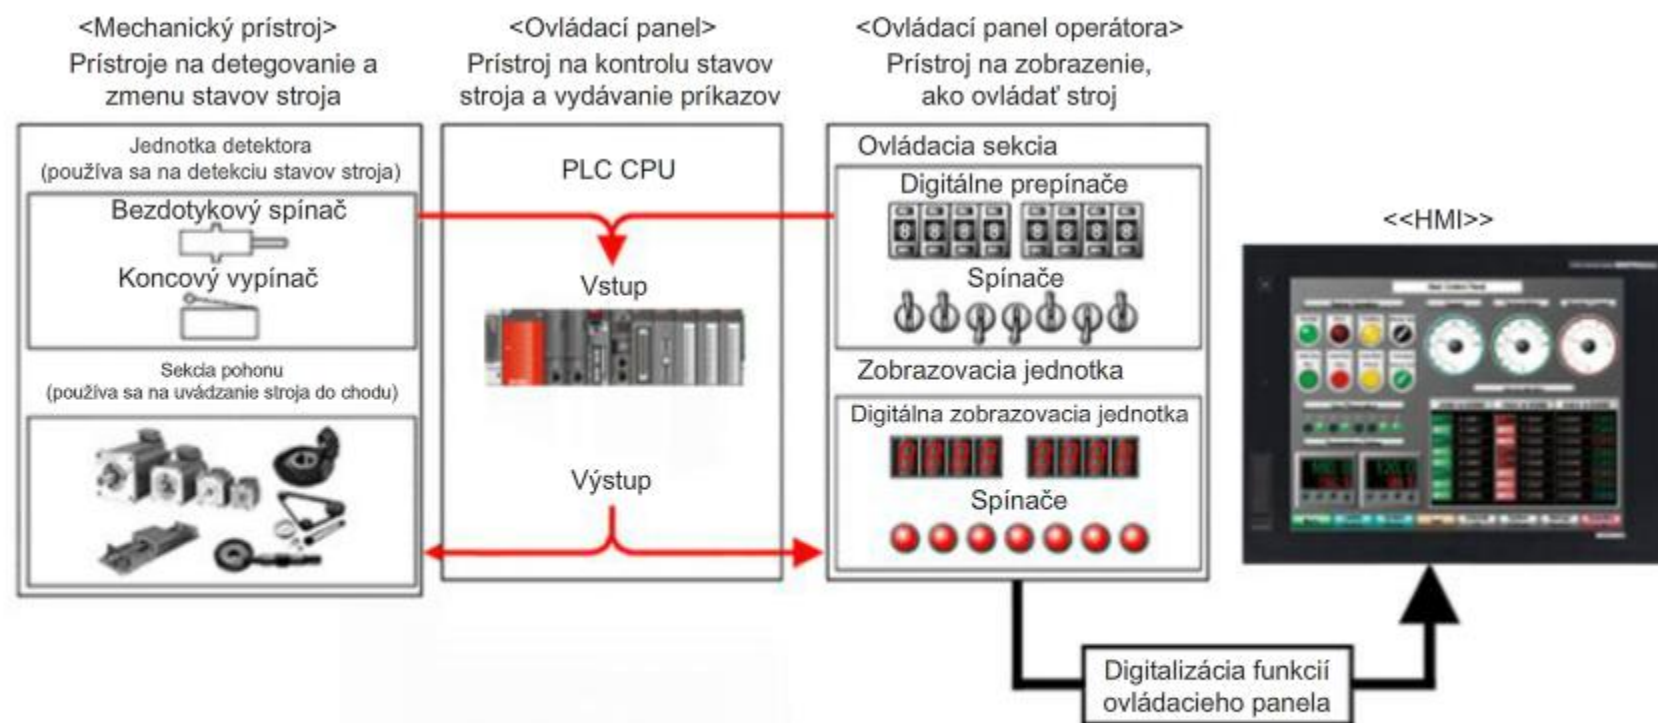 <Mechanický prístroj>
Prístroje na detegovanie a
zmenu stavov stroja
Jednotka detektora
(používa sa na detekciu stavov stroja)
Bezdotykový spínač
Koncový vypínač
Sekcia pohonu
(používa sa na uvádzanie stroja do chodu)
<Ovládací panel>
Prístroj na kontrolu stavov
stroja a vydávanie príkazov
PLC CPU
Vstup
Výstup
<Ovládací panel operátora>
Prístroj na zobrazenie,
ako ovládať stroj
Ovládacia sekcia
Digitálne prepínače
Spínače
Zobrazovacia jednotka
Digitálna zobrazovacia jednotka
Spínače
<<HMI>>
Digitalizácia funkcií
ovládacieho panela